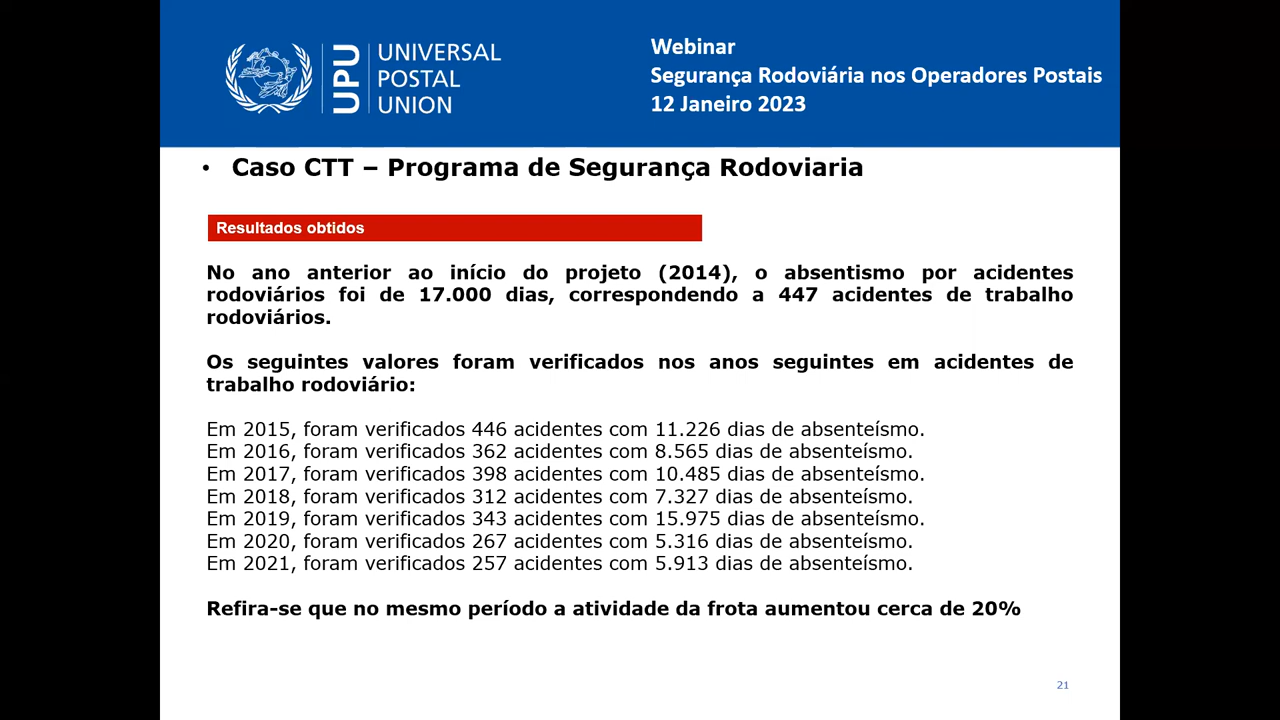 UPU
UNIVERSAL
POSTAL
UNION
Webinar
Segurança Rodoviária nos Operadores Postais
12 Janeiro 2023
• Caso CTT – Programa de Segurança Rodoviaria
Resultados obtidos
No ano anterior ao início do projeto (2014), o absentismo por acidentes
rodoviários foi de 17.000 dias, correspondendo a 447 acidentes de trabalho
rodoviários.
Os seguintes valores foram verificados nos anos seguintes em acidentes de
trabalho rodoviário:
Em 2015, foram verificados 446 acidentes com 11.226 dias de absenteísmo.
Em 2016, foram verificados 362 acidentes com 8.565 dias de absenteísmo.
Em 2017, foram verificados 398 acidentes com 10.485 dias de absenteísmo.
Em 2018, foram verificados 312 acidentes com 7.327 dias de absenteísmo.
Em 2019, foram verificados 343 acidentes com 15.975 dias de absenteísmo.
Em 2020, foram verificados 267 acidentes com 5.316 dias de absenteísmo.
Em 2021, foram verificados 257 acidentes com 5.913 dias de absenteísmo.
Refira-se que no mesmo período a atividade da frota aumentou cerca de 20%
21